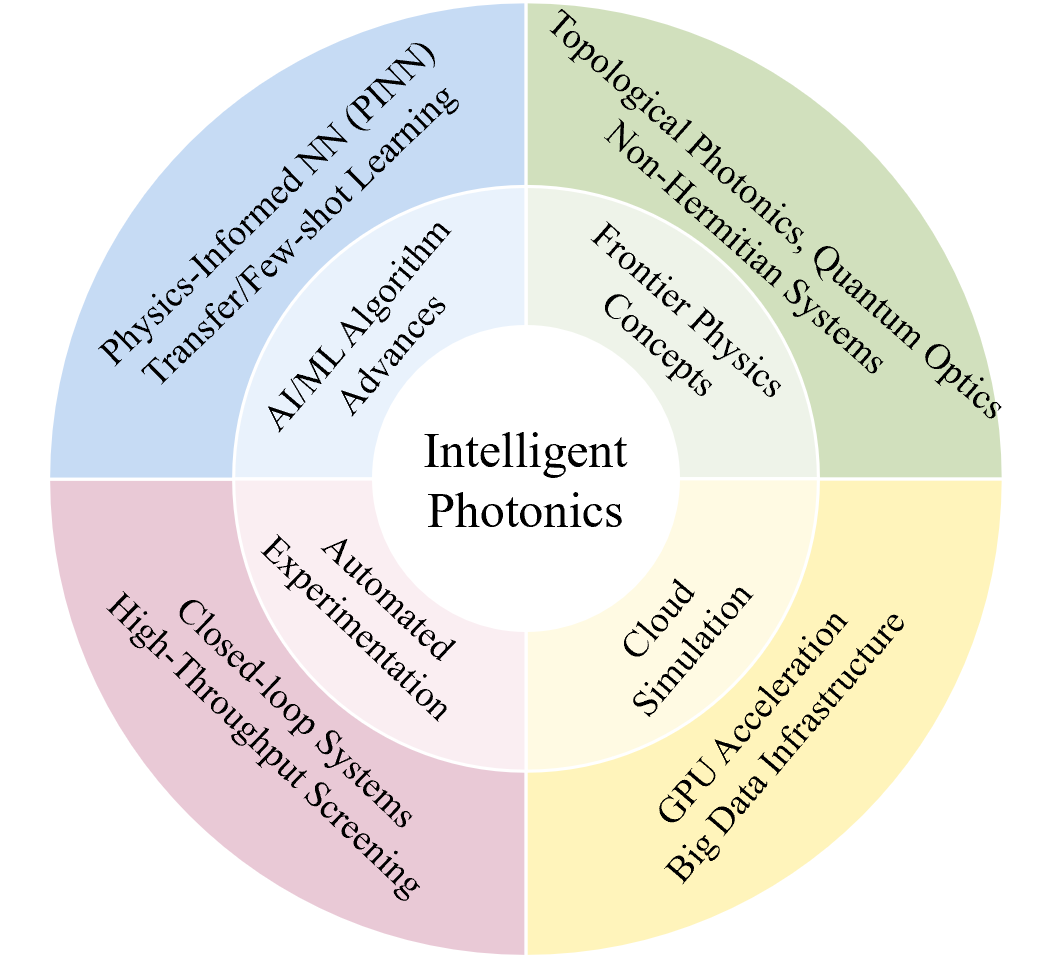 Physics-Informed NN (PINN)
Transfer/Few-shot Learning
AI/ML Algorithm
Advances
Topological Photonics, Quantum Optics
Non-Hermitian Systems
Frontier Physics
Concepts
Intelligent
Photonics
Automated
Experimentation
Closed-loop Systems
High-Throughput Screening
Cloud
Simulation
GPU Acceleration
Big Data Infrastructure